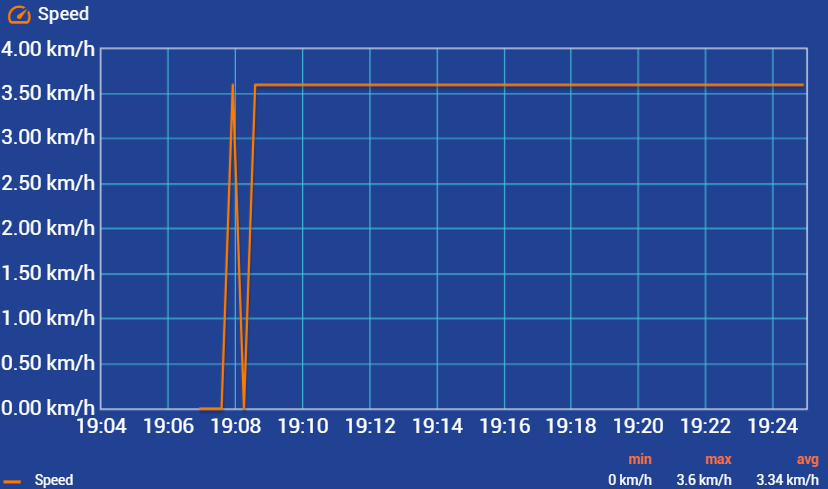 Speed
4.00 km/h
3.50 km/h
3.00 km/h
2.50 km/h
2.00 km/h
1.50 km/h
1.00 km/h
0.50 km/h
0.00 km/h
19:04 19:06 19:08 19:10 19:12 19:14 19:16 19:18 19:20 19:22 19:24
min max avg
Speed 0 km/h 3.6 km/h 3.34 km/h